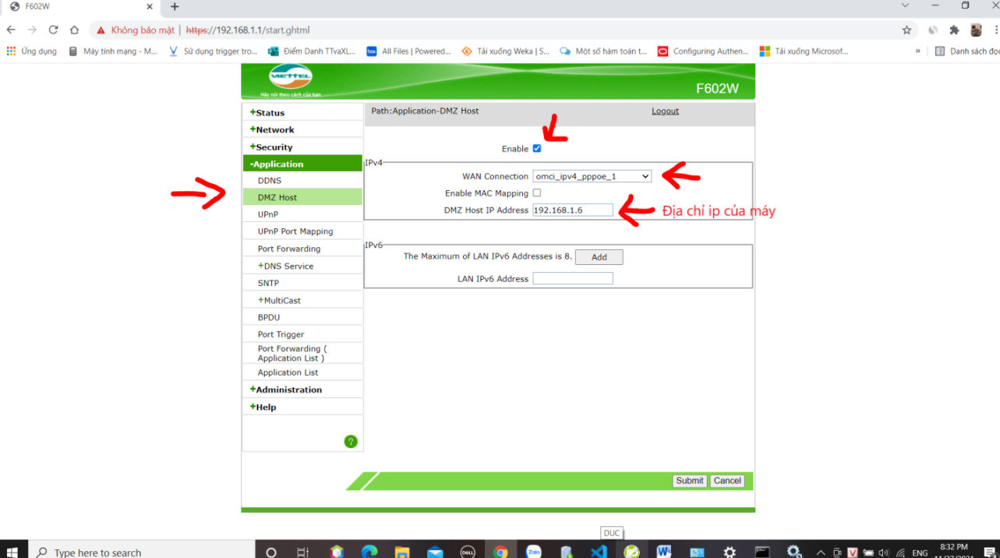 F602W
Không bảo mật | https://192.168.1.1/start.ghtml
Ứng dụng
Máy tính mạng - M...
Sử dụng trigger tro...
Điểm Danh TTvaXL...
box
All Files | Powered...
Tải xuống Weka | S...
Một số hàm toán t...
Configuring Authen...
Tải xuống Microsof...
»
Danh sách đọc
VIETTEL
Hãy nói theo cách của bạn
F602W
+Status
+Network
+Security
-Application
DDNS
DMZ Host
UPnP
UPnP Port Mapping
Port Forwarding
+DNS Service
SNTP
+MultiCast
BPDU
Port Trigger
Port Forwarding (
Application List )
Application List
+Administration
+Help
?
Path:Application-DMZ Host
Logout
Enable
IPv4
WAN Connection omci_ipv4_pppoe_1
Enable MAC Mapping
DMZ Host IP Address 192.168.1.6
Địa chỉ ip của máy
IPv6
The Maximum of LAN IPv6 Addresses is 8. Add
LAN IPv6 Address
Submit Cancel
DUC
Type here to search
DELL
Zalo
W
V
ENG
8:32 PM